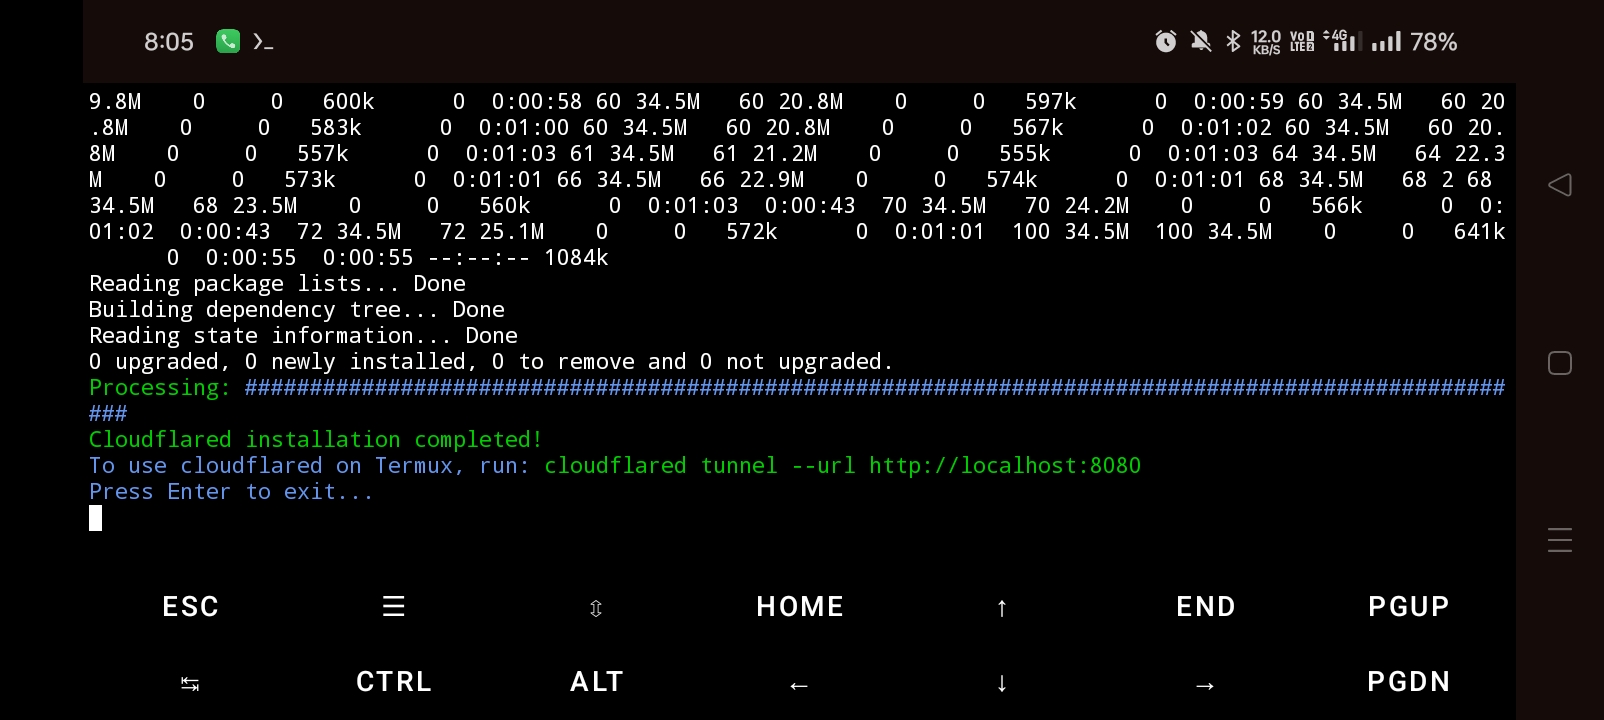 8:05
12.0
KB/S
VoD
LTE2
4G
78%
9.8M    0     0   600k      0  0:00:58 60 34.5M   60 20.8M    0     0   597k      0  0:00:59 60 34.5M   60 20
.8M    0     0   583k      0  0:01:00 60 34.5M   60 20.8M    0     0   567k      0  0:01:02 60 34.5M   60 20.
8M    0     0   557k      0  0:01:03 61 34.5M   61 21.2M    0     0   555k      0  0:01:03 64 34.5M   64 22.3
M    0     0   573k      0  0:01:01 66 34.5M   66 22.9M    0     0   574k      0  0:01:01 68 34.5M   68 2 68
34.5M   68 23.5M    0     0   560k      0  0:01:03  0:00:43  70 34.5M   70 24.2M    0     0   566k      0  0:
01:02  0:00:43  72 34.5M   72 25.1M    0     0   572k      0  0:01:01  100 34.5M  100 34.5M    0     0   641k
      0  0:00:55  0:00:55 --:--:-- 1084k
Reading package lists... Done
Building dependency tree... Done
Reading state information... Done
0 upgraded, 0 newly installed, 0 to remove and 0 not upgraded.
Processing: #################################################################################################
###
Cloudflared installation completed!
To use cloudflared on Termux, run: cloudflared tunnel --url http://localhost:8080
Press Enter to exit...
ESC ☰ ⇳ HOME ↑ END PGUP
↹ CTRL ALT ← ↓ → PGDN